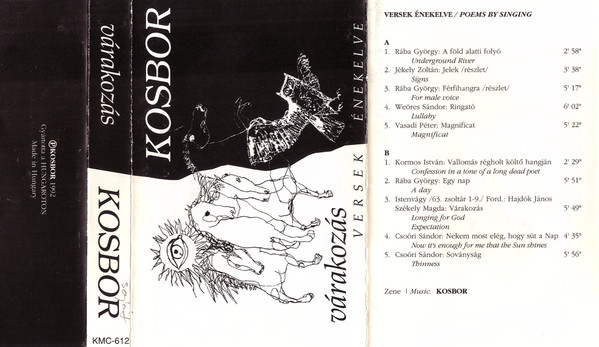 ℗KOSBOR 1992
Gyártotta a HUNGAROTON
Made in Hungary
várakozás
KOSBOR
KMC-612
KOSBOR
VERSEK ÉNEKELVE
várakozás
VERSEK ÉNEKELVE / POEMS BY SINGING
A
1. Rába György: A föld alatti folyó 2' 58"
Underground River
2. Jékely Zoltán: Jelek /részlet/ 3' 38"
Signs
3. Rába György: Férfihangra /részlet/ 5' 17"
For male voice
4. Weöres Sándor: Ringató 6' 02"
Lullaby
5. Vasadi Péter: Magnificat 5' 22"
Magnificat
B
1. Kormos István: Vallomás régholt költő hangján 2' 29"
Confession in a tone of a long dead poet
2. Rába György: Egy nap 5' 51"
A day
3. Istenvágy /63. zsoltár 1-9./ Ford.: Hajdók János
Székely Magda: Várakozás 5' 49"
Longing for God
Expectation
4. Csoóri Sándor: Nekem most elég, hogy süt a Nap 4' 35"
Now it's enough for me that the Sun shines
5. Csoóri Sándor: Soványság 5' 56"
Thinness
Zene | Music: KOSBOR